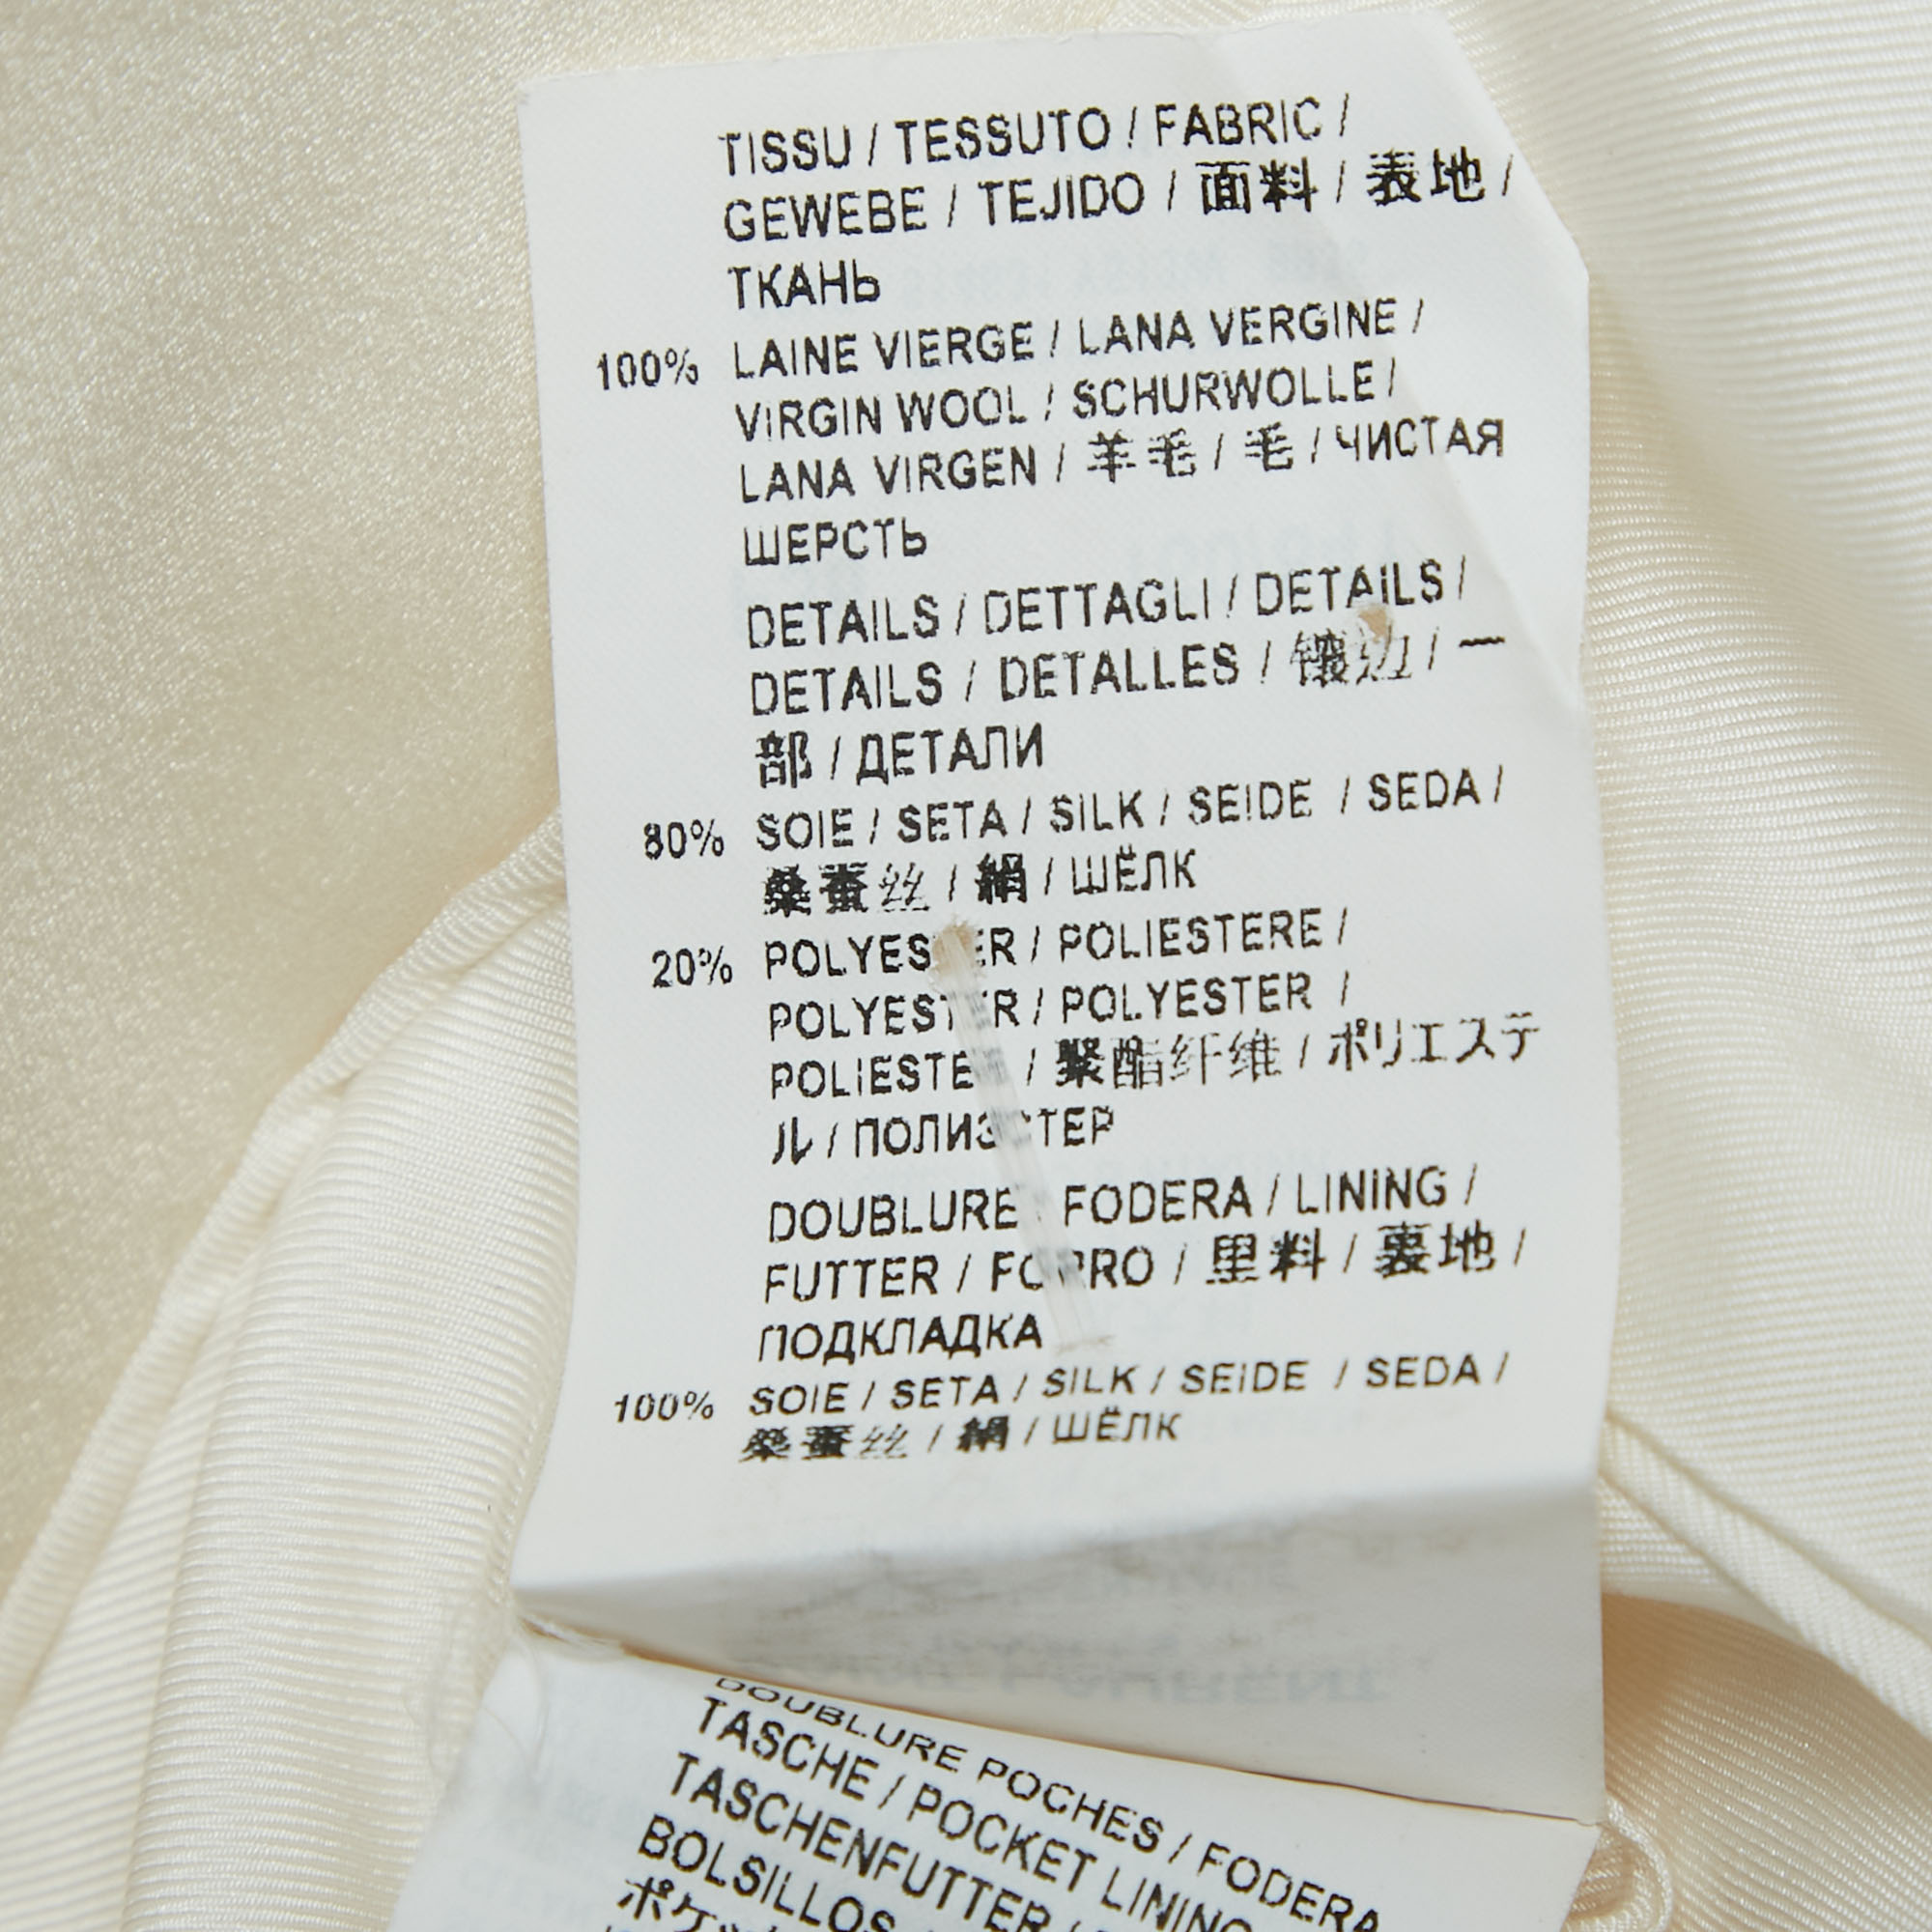 TISSU / TESSUTO / FABRIC /
GEWEBE / TEJIDO / 面料 / 表地 /
ТКАНЬ
100% LAINE VIERGE / LANA VERGINE /
VIRGIN WOOL / SCHURWOLLE /
LANA VIRGEN / 羊毛 / 毛 / ЧИСТАЯ
ШЕРСТЬ
DETAILS / DETTAGLI / DETAILS /
DETAILS / DETALLES / 镶边 / 一
部 / ДЕТАЛИ
80% SOIE / SETA / SILK / SEIDE / SEDA /
桑蚕丝 / 絹 / ШЁЛК
20% POLYESTER / POLIESTERE /
POLYESTER / POLYESTER /
POLIESTER / 聚酯纤维 / ポリエステ
ル / ПОЛИЭСТЕР
DOUBLURE / FODERA / LINING /
FUTTER / FORRO / 里料 / 裏地 /
ПОДКЛАДКА
100% SOIE / SETA / SILK / SEIDE / SEDA /
桑蚕丝 / 絹 / ШЁЛК
DOUBLURE POCHES / FODERA
TASCHE / POCKET LINING
TASCHENFUTTER /
BOLSILLOS